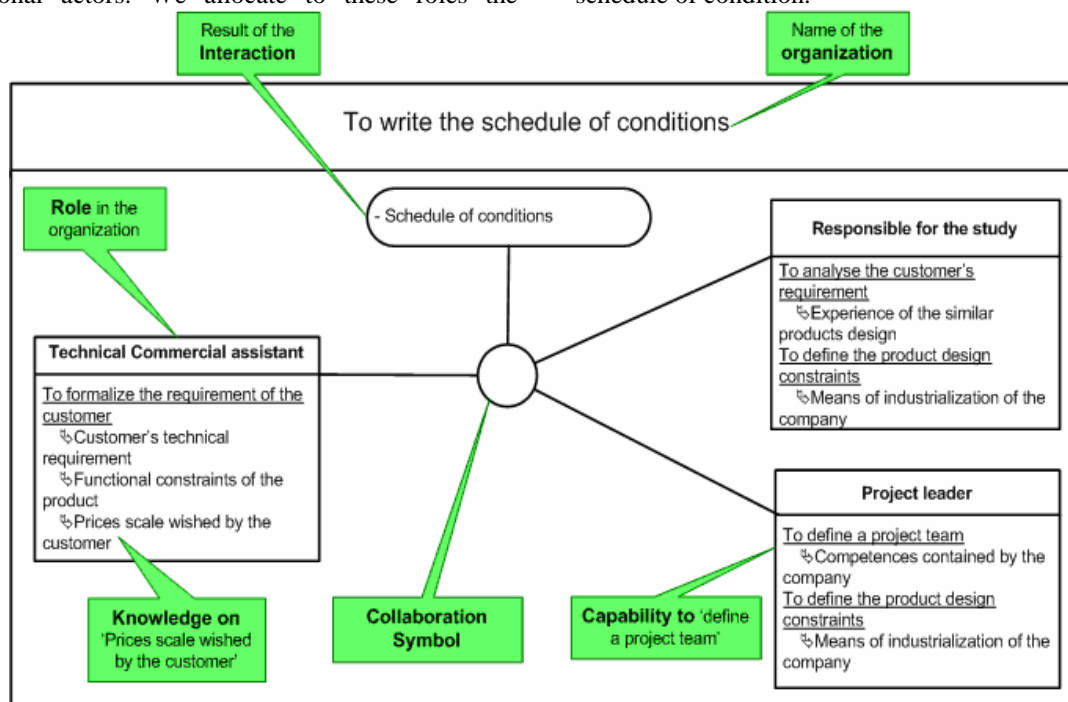 onal actors. We allocate to these roles the
schedule of condition.
Result of the
Interaction
Name of the
organization
To write the schedule of conditions
Role in the
organization
- Schedule of conditions
Responsible for the study
To analyse the customer's
requirement
Experience of the similar
products design
To define the product design
constraints
Means of industrialization of the
company
Technical Commercial assistant
To formalize the requirement of the
customer
Customer's technical
requirement
Functional constraints of the
product
Prices scale wished by the
customer
Project leader
To define a project team
Competences contained by the
company
To define the product design
constraints
Means of industrialization of the
company
Knowledge on
'Prices scale wished
by the customer'
Collaboration
Symbol
Capability to 'define
a project team'